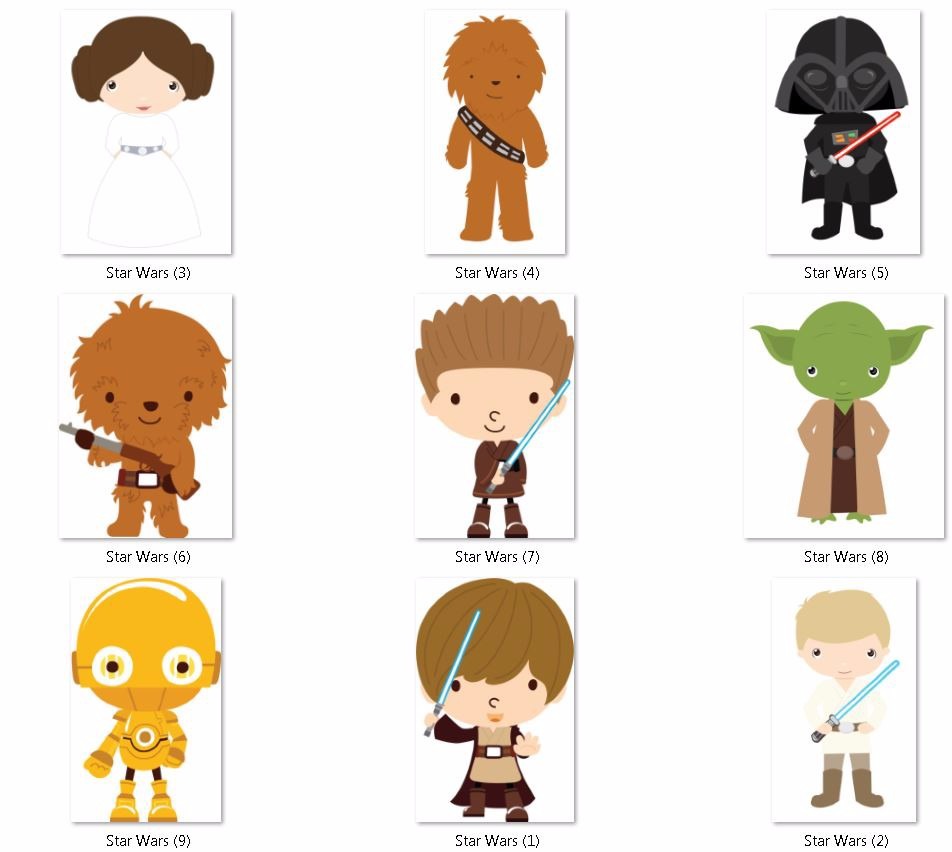 Star Wars (3)
Star Wars (4)
Star Wars (5)
Star Wars (6)
Star Wars (7)
Star Wars (8)
Star Wars (9)
Star Wars (1)
Star Wars (2)